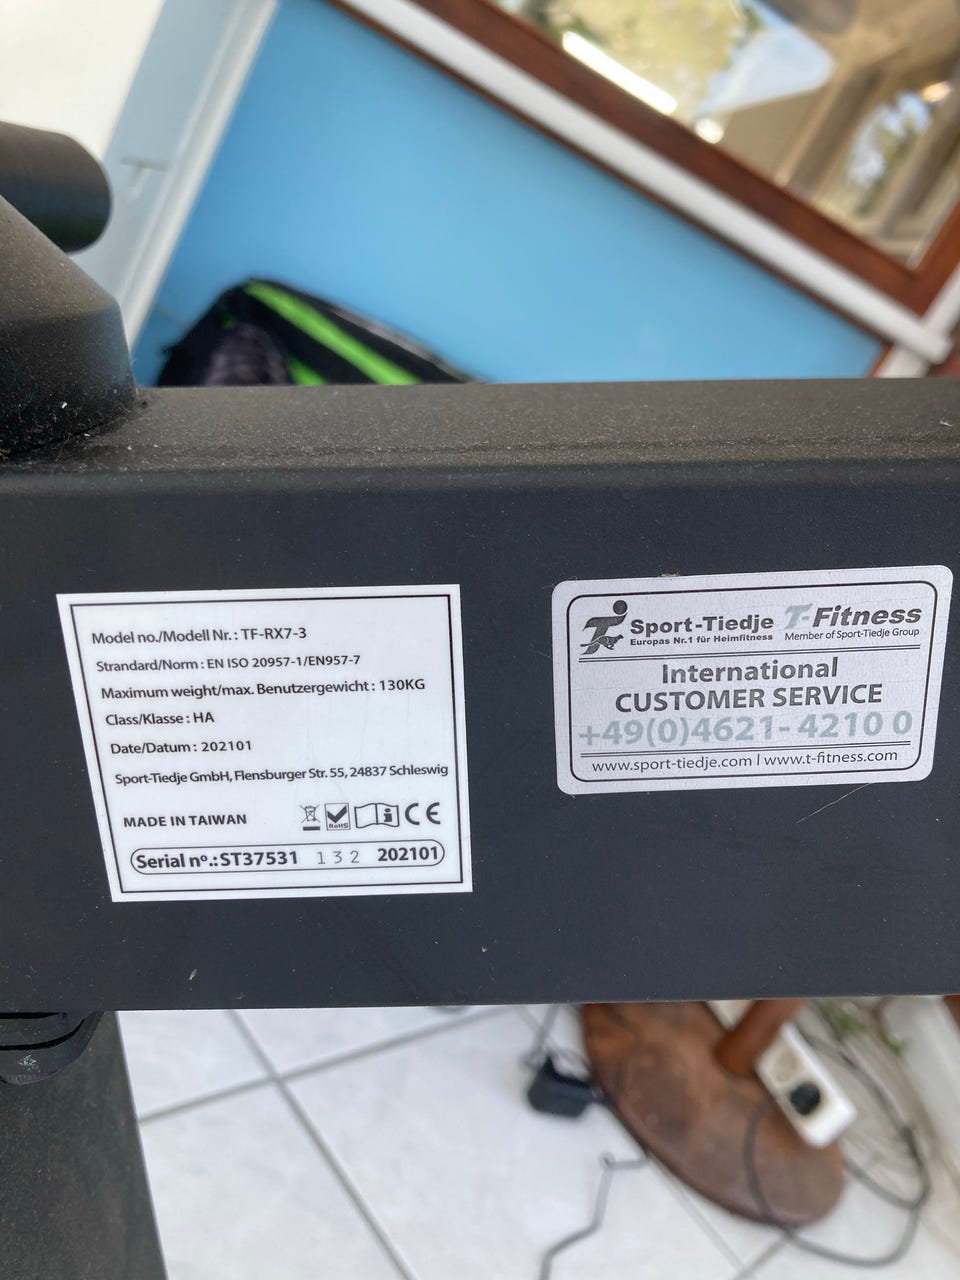 Model no./Modell Nr.: TF-RX7-3
Strandard/Norm : EN ISO 20957-1/EN957-7
Maximum weight/max. Benutzergewicht : 130KG
Class/Klasse : HA
Date/Datum : 202101
Sport-Tiedje GmbH, Flensburger Str. 55, 24837 Schleswig
MADE IN TAIWAN
RoHS
CE
Serial nº.: ST37531 132 202101
Sport-Tiedje
Europas Nr.1 für Heimfitness
T-Fitness
Member of Sport-Tiedje Group
International
CUSTOMER SERVICE
+49(0)4621-4210 0
www.sport-tiedje.com | www.t-fitness.com